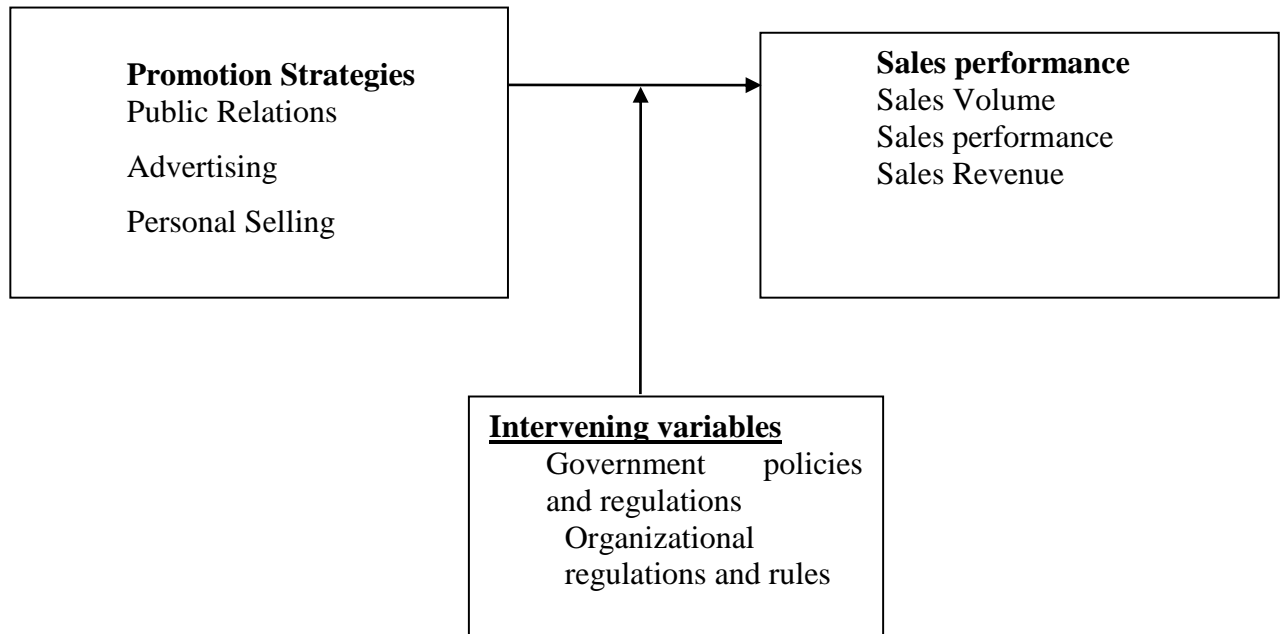 Promotion Strategies
Public Relations
Advertising
Personal Selling
Sales performance
Sales Volume
Sales performance
Sales Revenue
Intervening variables
Government policies
and regulations
Organizational
regulations and rules